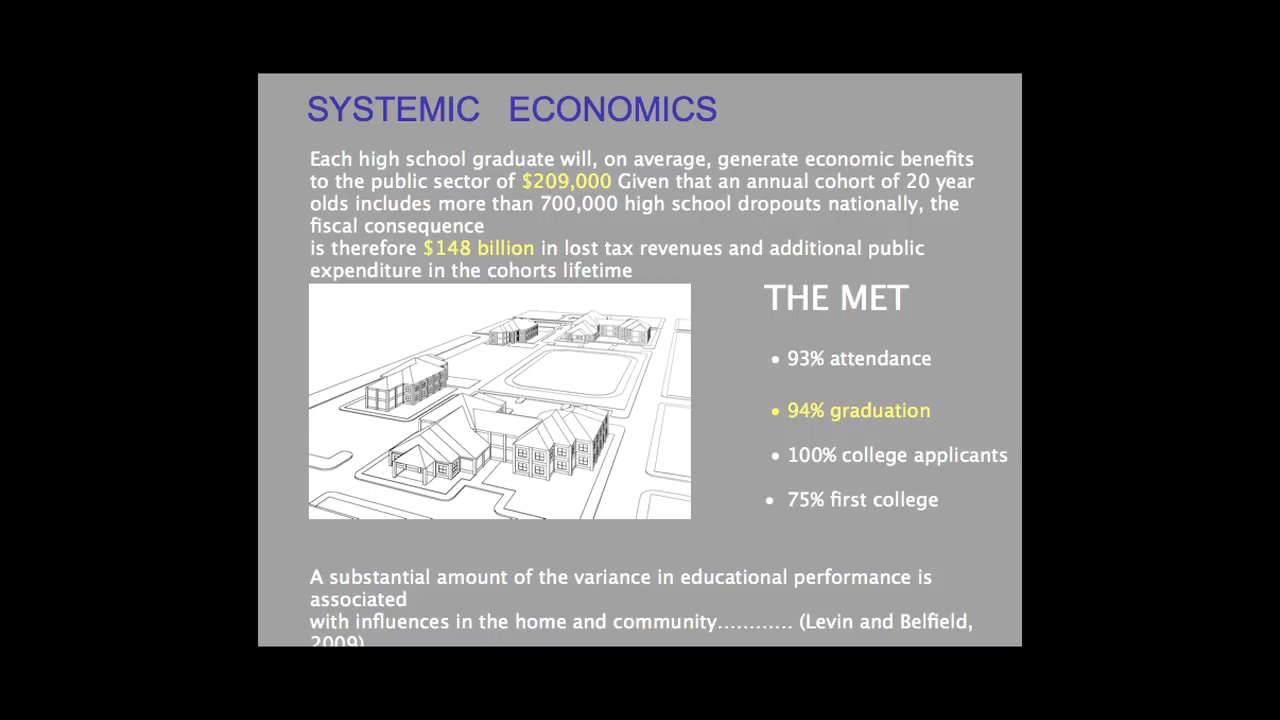 SYSTEMIC ECONOMICS
Each high school graduate will, on average, generate economic benefits
to the public sector of $209,000 Given that an annual cohort of 20 year
olds includes more than 700,000 high school dropouts nationally, the
fiscal consequence
is therefore $148 billion in lost tax revenues and additional public
expenditure in the cohorts lifetime
THE MET
• 93% attendance
• 94% graduation
• 100% college applicants
• 75% first college
A substantial amount of the variance in educational performance is
associated
with influences in the home and community............ (Levin and Belfield,
2009)